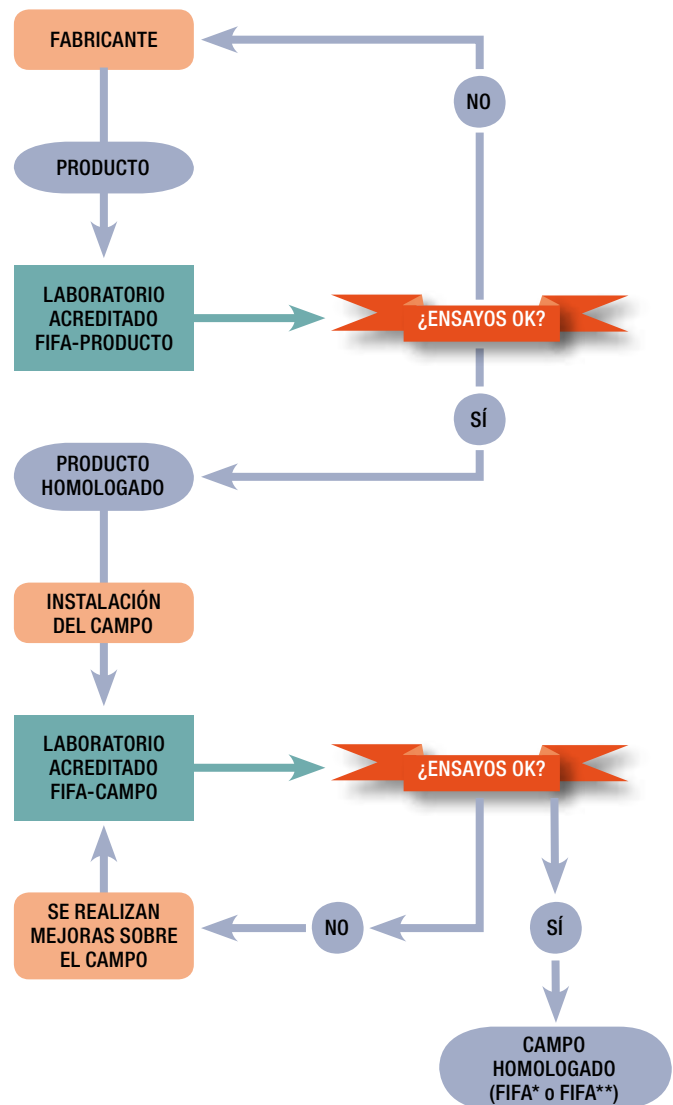 FABRICANTE
NO
PRODUCTO
LABORATORIO
ACREDITADO
FIFA-PRODUCTO
¿ENSAYOS OK?
SÍ
PRODUCTO
HOMOLOGADO
INSTALACIÓN
DEL CAMPO
LABORATORIO
ACREDITADO
FIFA-CAMPO
¿ENSAYOS OK?
SE REALIZAN
MEJORAS SOBRE
EL CAMPO
NO
SÍ
CAMPO
HOMOLOGADO
(FIFA* o FIFA**)